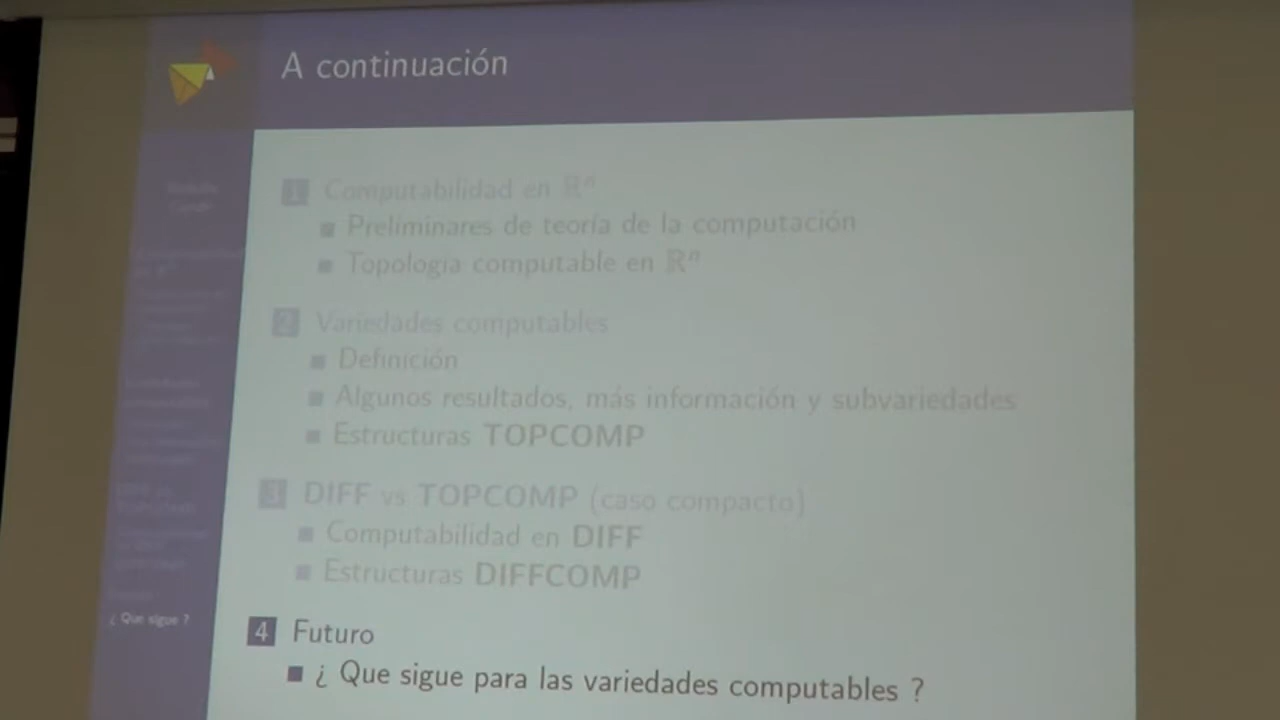 A continuación
1 Computabilidad en ℝⁿ
Preliminares de teoría de la computación
Topología computable en ℝⁿ
2 Variedades computables
Definición
Algunos resultados, más información y subvariedades
Estructuras TOPCOMP
3 DIFF vs TOPCOMP (caso compacto)
Computabilidad en DIFF
Estructuras DIFFCOMP
¿ Que sigue ?
4 Futuro
¿ Que sigue para las variedades computables ?